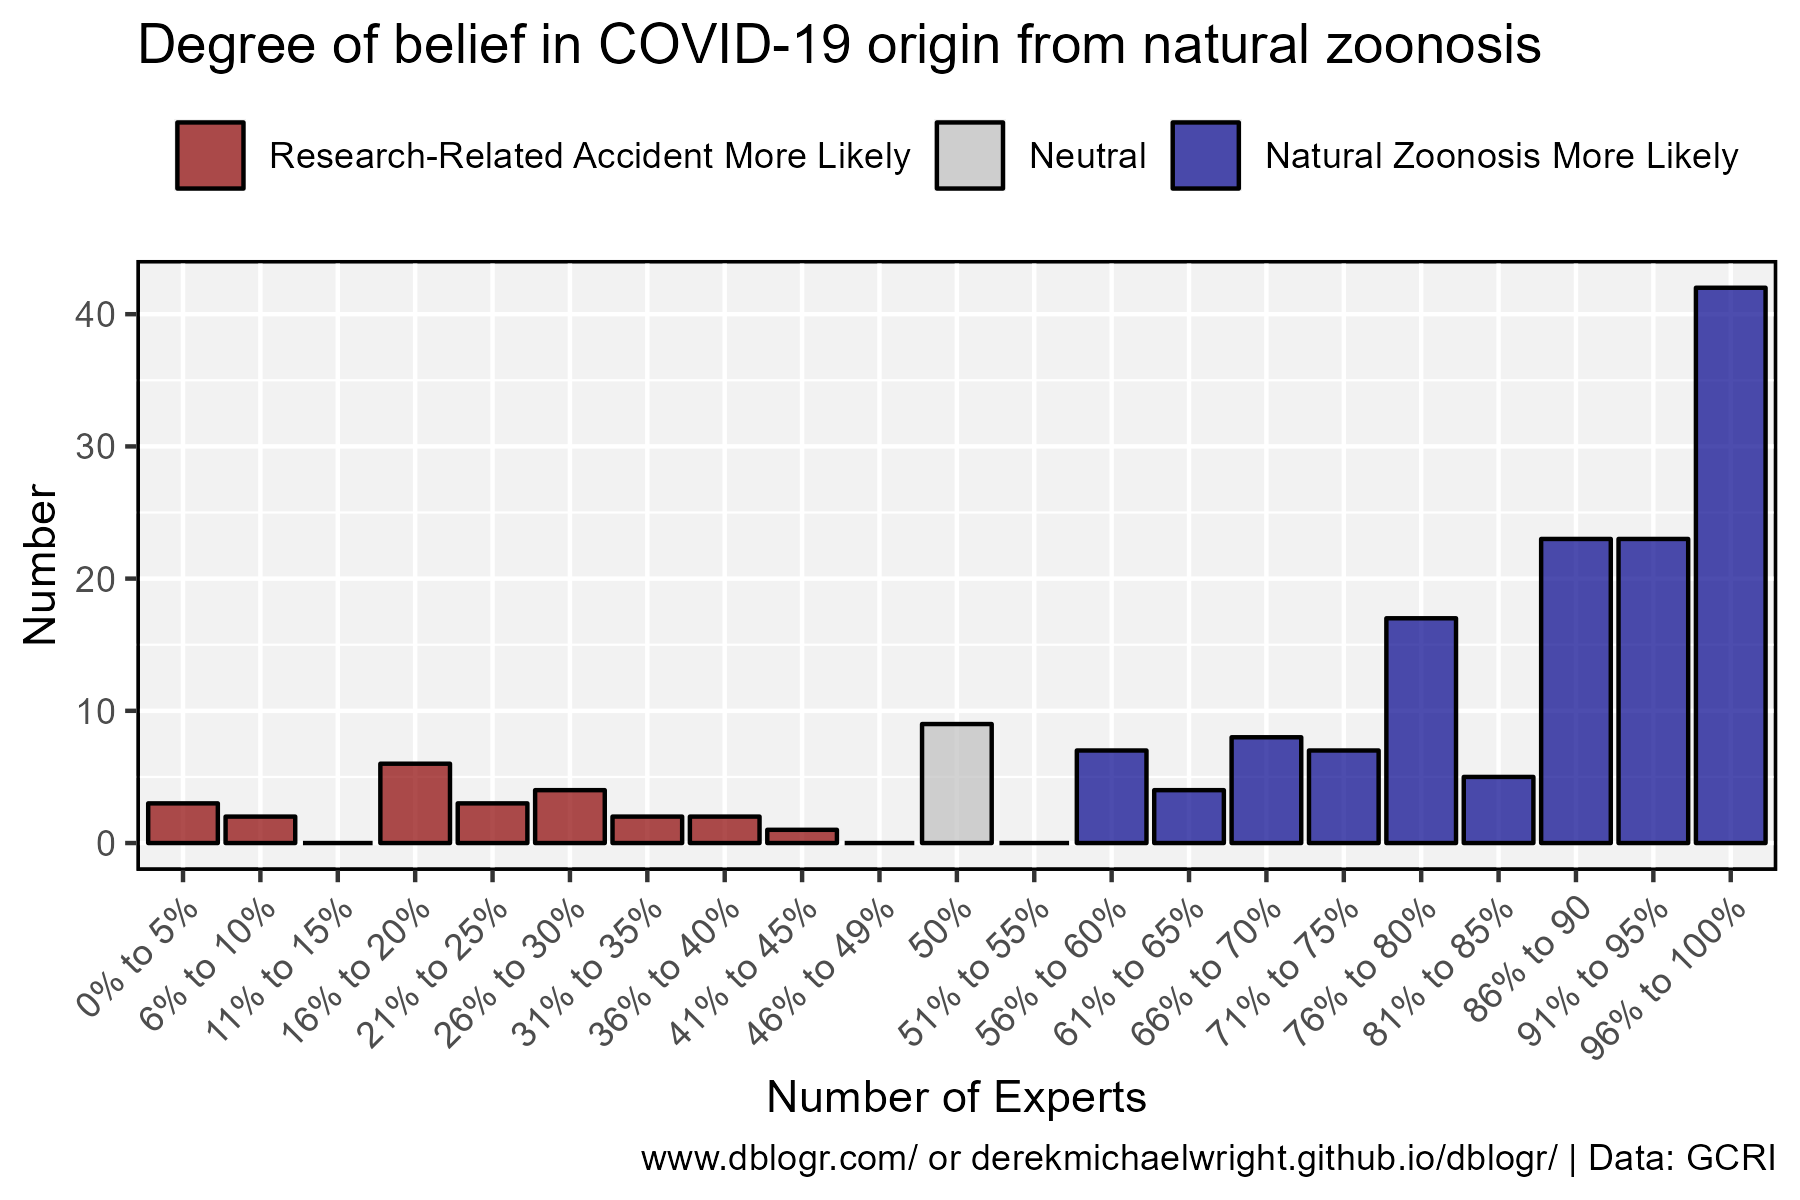 Degree of belief in COVID-19 origin from natural zoonosis
Research-Related Accident More Likely
Neutral
Natural Zoonosis More Likely
Number
40
30
20
10
0
0% to 5%
6% to 10%
11% to 15%
16% to 20%
21% to 25%
26% to 30%
31% to 35%
36% to 40%
41% to 45%
46% to 49%
50%
51% to 55%
56% to 60%
61% to 65%
66% to 70%
71% to 75%
76% to 80%
81% to 85%
86% to 90
91% to 95%
96% to 100%
Number of Experts
www.dblogr.com/ or derekmichaelwright.github.io/dblogr/ | Data: GCRI